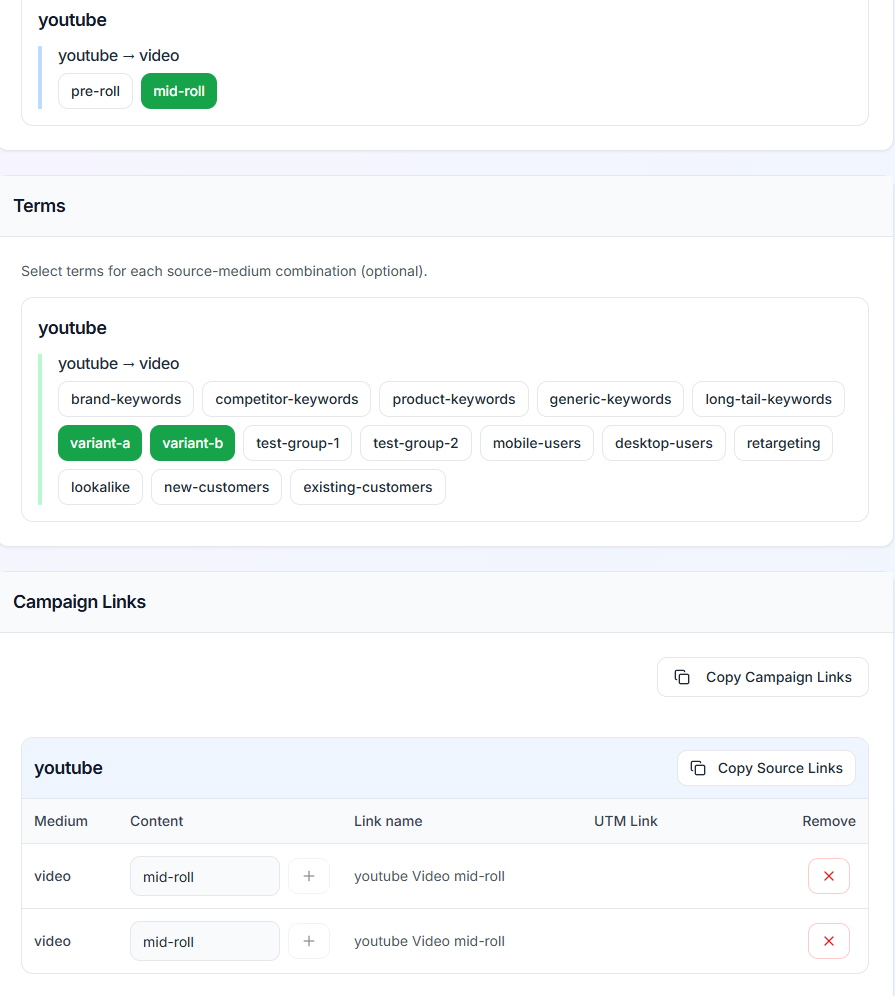 youtube
youtube → video
pre-roll mid-roll
Terms
Select terms for each source-medium combination (optional).
youtube
youtube → video
brand-keywords competitor-keywords product-keywords generic-keywords long-tail-keywords
variant-a variant-b test-group-1 test-group-2 mobile-users desktop-users retargeting
lookalike new-customers existing-customers
Campaign Links
Copy Campaign Links
youtube Copy Source Links
Medium Content Link name UTM Link Remove
video mid-roll + youtube Video mid-roll
video mid-roll + youtube Video mid-roll